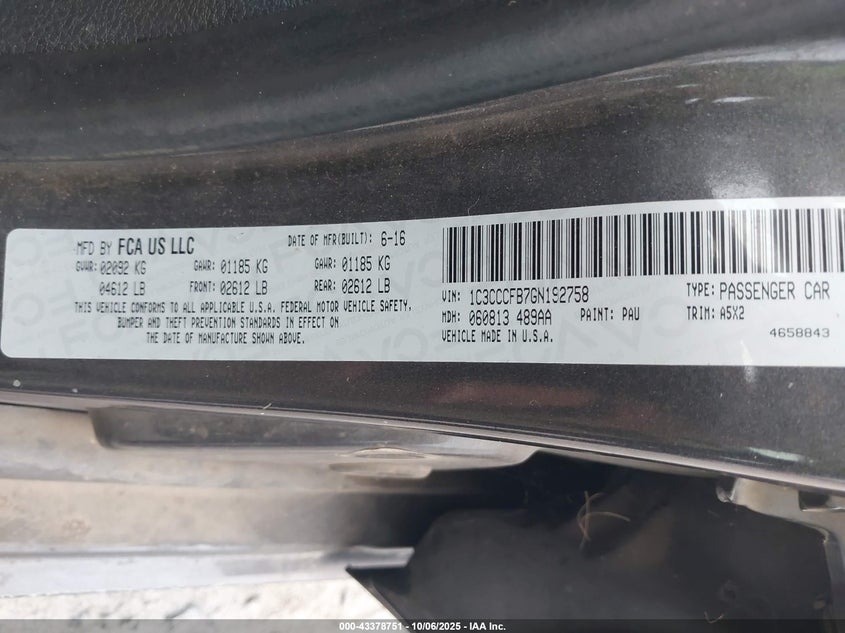 MFD BY FCA US LLC DATE OF MFR(BUILT): 6-16
GVWR: 02092 KG GAWR: 01185 KG GAWR: 01185 KG
04612 LB FRONT: 02612 LB REAR: 02612 LB
THIS VEHICLE CONFORMS TO ALL APPLICABLE U.S.A. FEDERAL MOTOR VEHICLE SAFETY,
BUMPER AND THEFT PREVENTION STANDARDS IN EFFECT ON
THE DATE OF MANUFACTURE SHOWN ABOVE.
VIN: 1C3CCCFB7GN192758 TYPE: PASSENGER CAR
MDH: 060813 489AA PAINT: PAU TRIM: A5X2
VEHICLE MADE IN U.S.A. 4658843
000-43378751 - 10/06/2025 - IAA Inc.